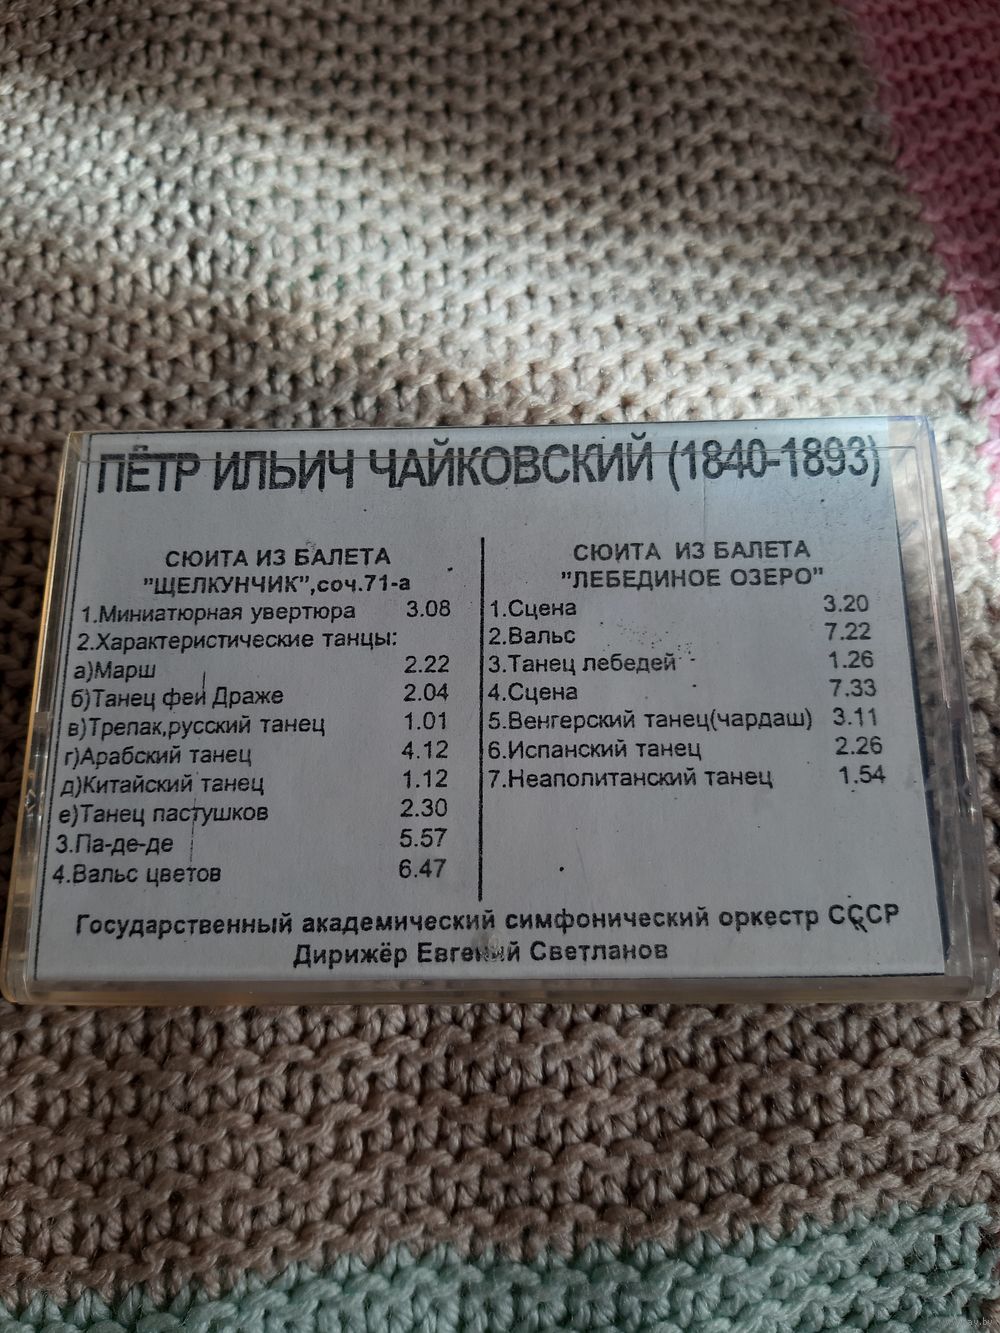 ПЁТР ИЛЬИЧ ЧАЙКОВСКИЙ (1840-1893)
СЮИТА ИЗ БАЛЕТА
"ЩЕЛКУНЧИК",соч.71-а
1.Миниатюрная увертюра 3.08
2.Характеристические танцы:
а)Марш 2.22
б)Танец феи Драже 2.04
в)Трепак,русский танец 1.01
г)Арабский танец 4.12
д)Китайский танец 1.12
е)Танец пастушков 2.30
3.Па-де-де 5.57
4.Вальс цветов 6.47
СЮИТА ИЗ БАЛЕТА
"ЛЕБЕДИНОЕ ОЗЕРО"
1.Сцена 3.20
2.Вальс 7.22
3.Танец лебедей 1.26
4.Сцена 7.33
5.Венгерский танец(чардаш) 3.11
6.Испанский танец 2.26
7.Неаполитанский танец 1.54
Государственный академический симфонический оркестр СССР
Дирижёр Евгений Светланов